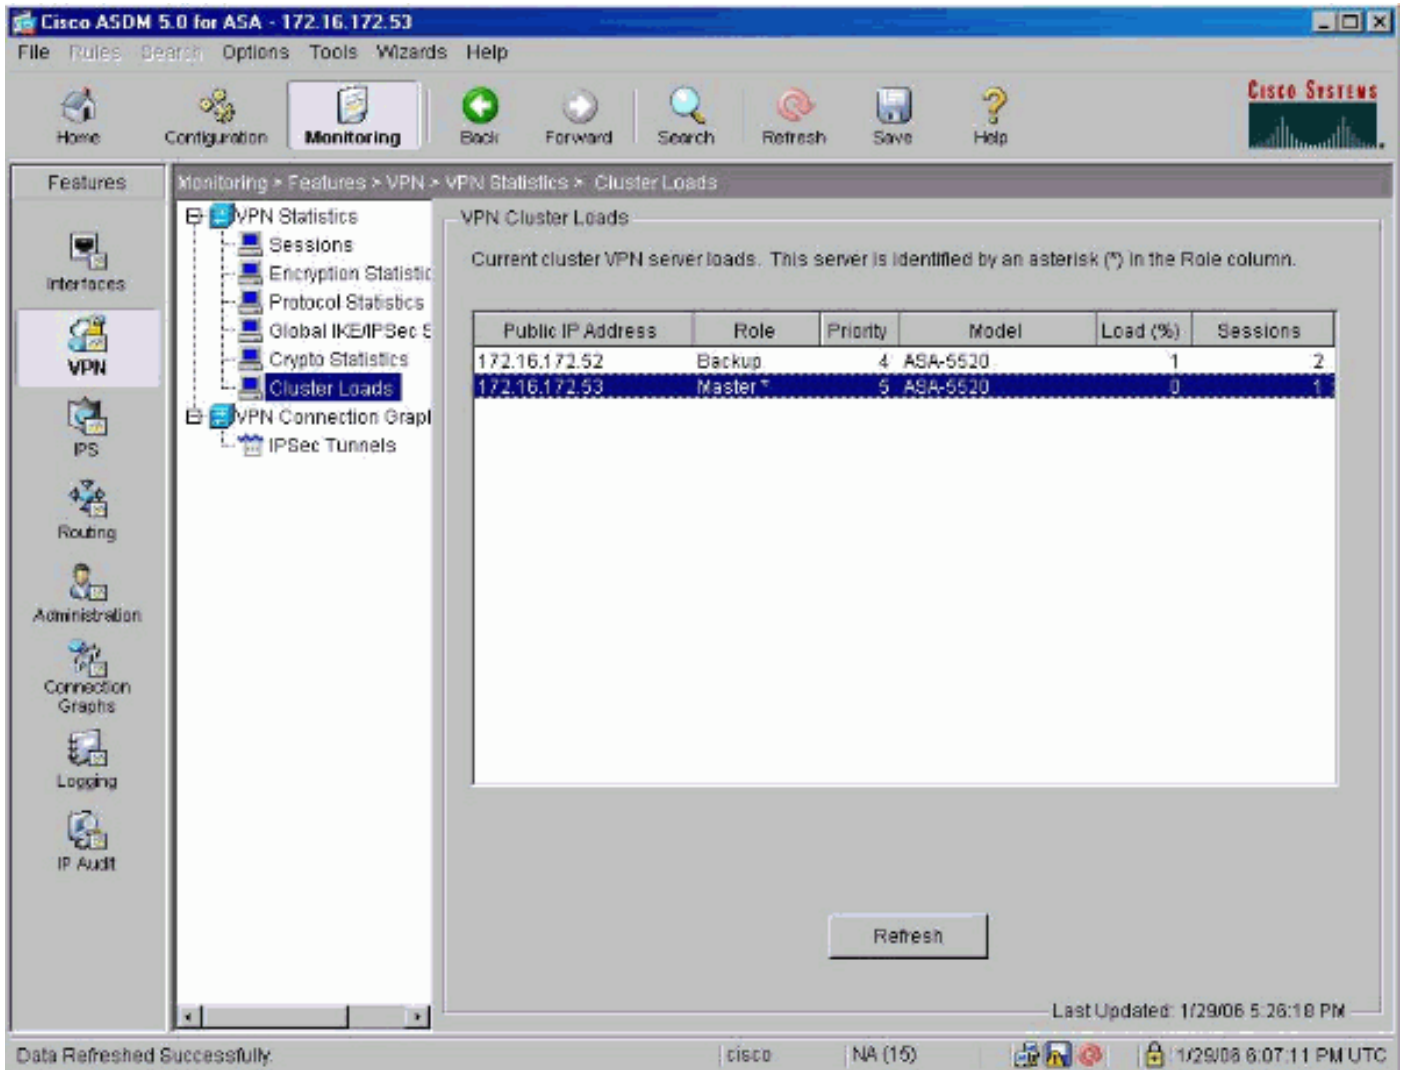 Cisco ASDM 5.0 for ASA - 172.16.172.53
File Rules Search Options Tools Wizards Help
Home Configuration Monitoring Back Forward Search Refresh Save Help
CISCO SYSTEMS
Features
Monitoring > Features > VPN > VPN Statistics > Cluster Loads
Interfaces
VPN
IPS
Routing
Administration
Connection
Graphs
Logging
IP Audit
VPN Statistics
Sessions
Encryption Statistic
Protocol Statistics
Global IKE/IPSec S
Crypto Statistics
Cluster Loads
VPN Connection Grapl
IPSec Tunnels
VPN Cluster Loads
Current cluster VPN server loads. This server is identified by an asterisk (*) in the Role column.
Public IP Address Role Priority Model Load (%) Sessions
172.16.172.52 Backup 4 ASA-5520 1 2
172.16.172.53 Master * 5 ASA-5520 0 1
Refresh
Last Updated: 1/29/06 5:26:18 PM
Data Refreshed Successfully. cisco NA (15) 1/29/06 6:07:11 PM UTC